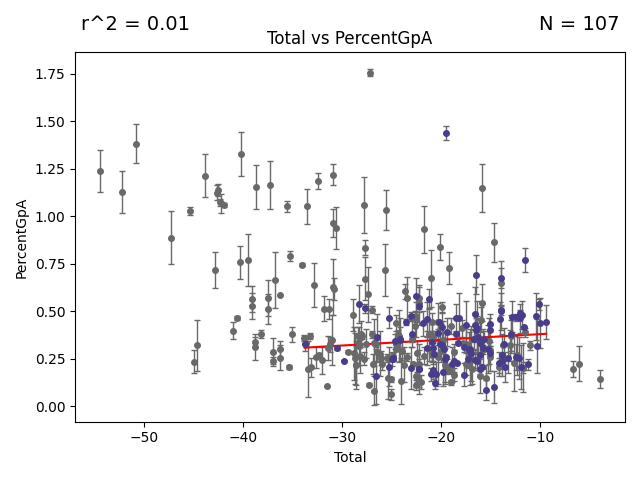 r^2 = 0.01
N = 107
Total vs PercentGpA
1.75
1.50
1.25
1.00
0.75
0.50
0.25
0.00
PercentGpA
−50
−40
−30
−20
−10
Total